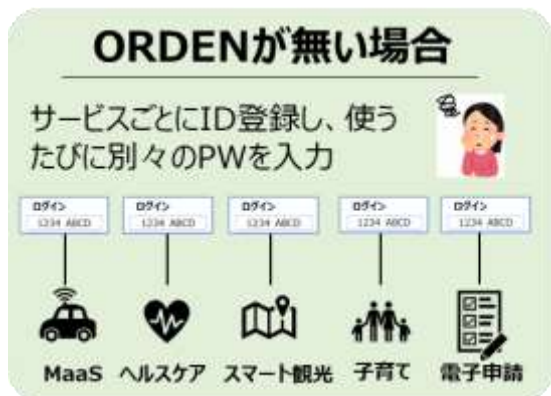 ORDENが無い場合
サービスごとにID登録し、使う
たびに別々のPWを入力
ログイン ログイン ログイン ログイン ログイン
1234 ABCD 1234 ABCD 1234 ABCD 1234 ABCD 1234 ABCD
MaaS ヘルスケア スマート観光 子育て 電子申請